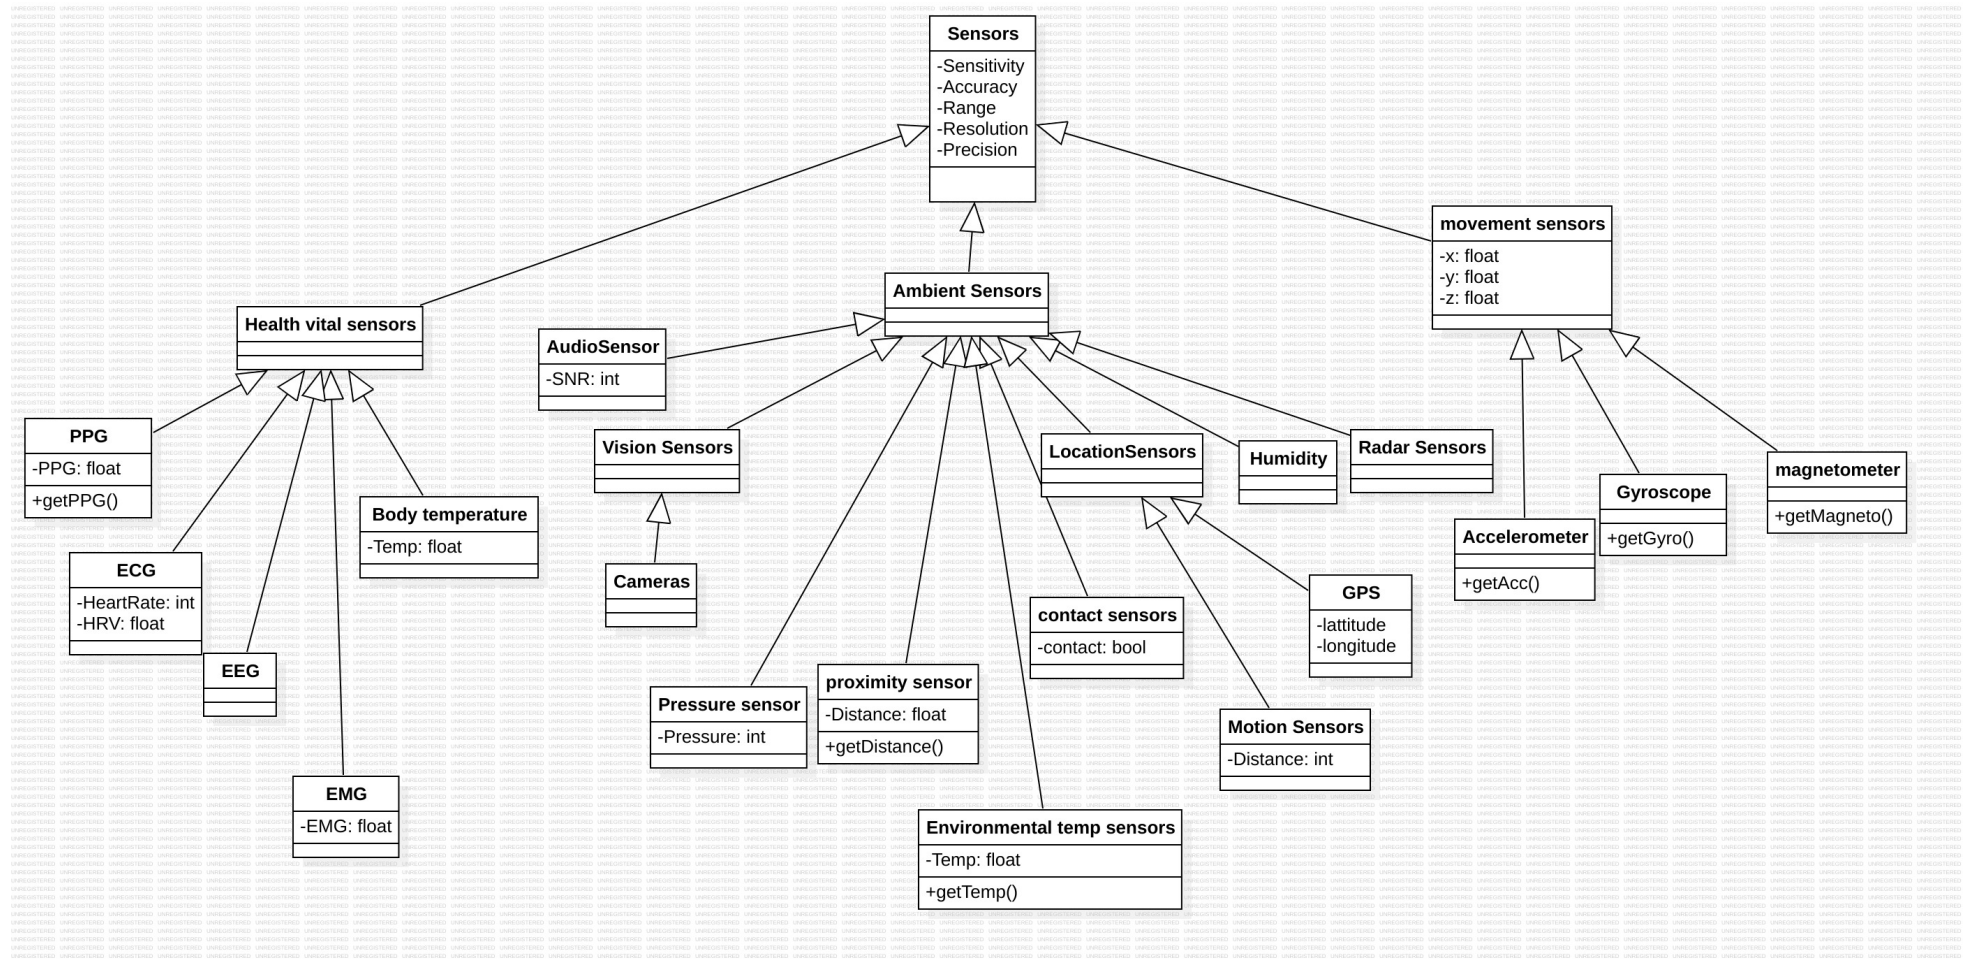 Sensors
-Sensitivity
-Accuracy
-Range
-Resolution
-Precision
movement sensors
-x: float
-y: float
-z: float
Ambient Sensors
Health vital sensors
AudioSensor
-SNR: int
PPG
-PPG: float
+getPPG()
Vision Sensors
LocationSensors
Humidity
Radar Sensors
magnetometer
+getMagneto()
Gyroscope
+getGyro()
Accelerometer
+getAcc()
Body temperature
-Temp: float
ECG
-HeartRate: int
-HRV: float
Cameras
GPS
-lattitude
-longitude
contact sensors
-contact: bool
EEG
proximity sensor
-Distance: float
+getDistance()
Pressure sensor
-Pressure: int
Motion Sensors
-Distance: int
EMG
-EMG: float
Environmental temp sensors
-Temp: float
+getTemp()
UNREGISTERED